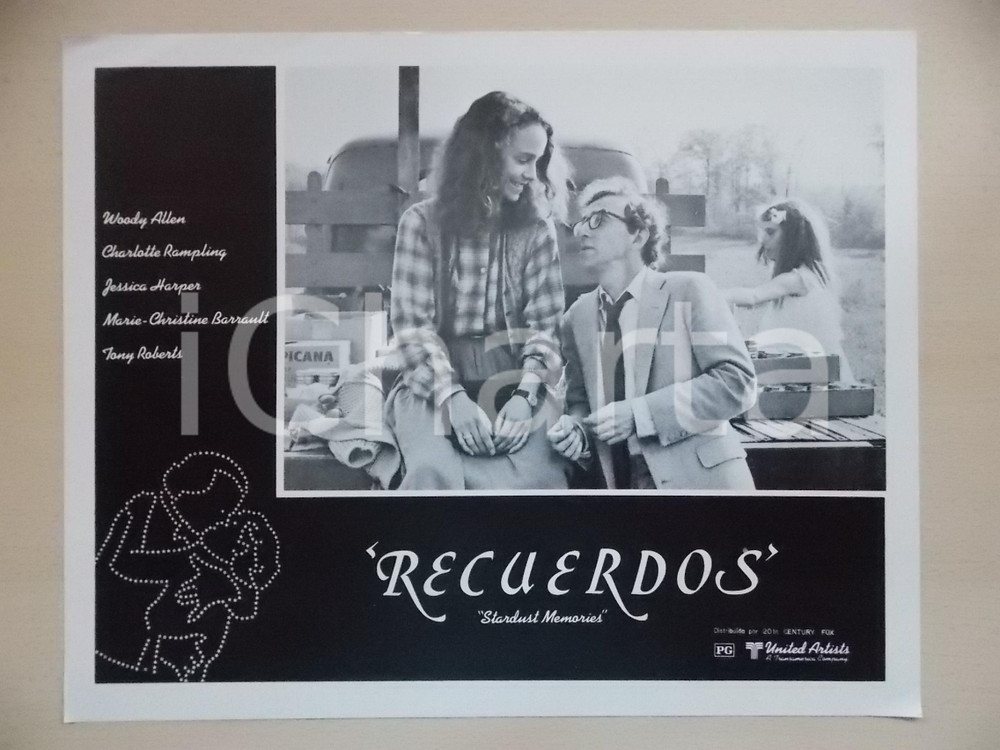 Woody Allen
Charlotte Rampling
Jessica Harper
Marie-Christine Barrault
Tony Roberts
PICANA
iCharta
'RECUERDOS'
"Stardust Memories"
Distribuido por 20th CENTURY FOX
PG
United Artists
A Transamerica Company